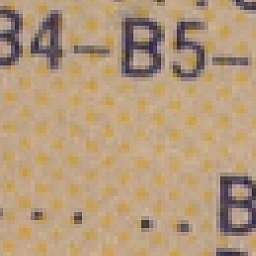 B4-B5-
. . . . B